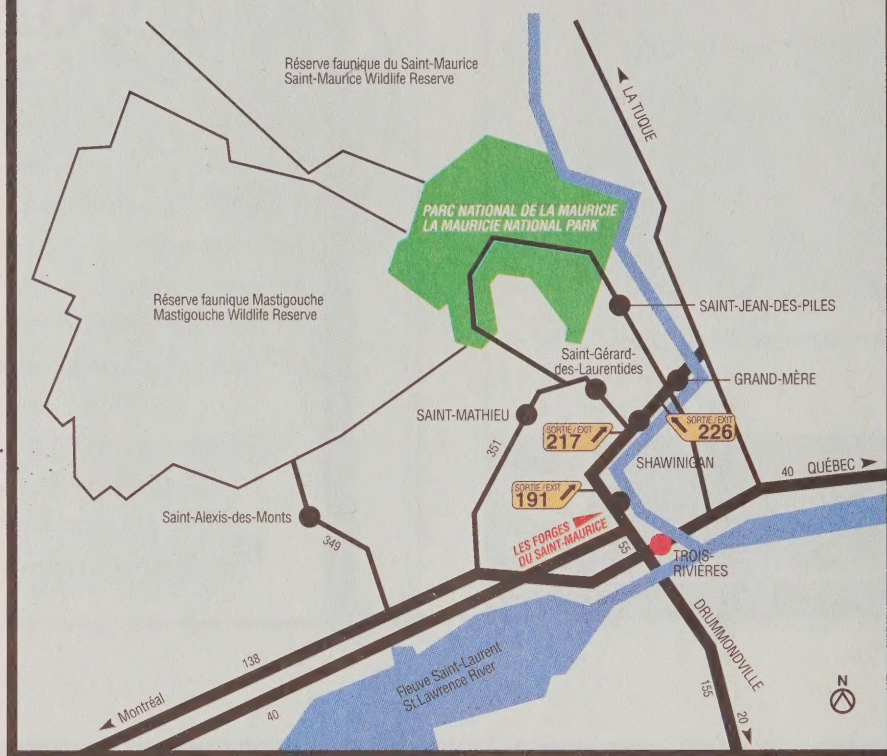 Réserve faunique du Saint-Maurice
Saint-Maurice Wildlife Reserve
LA TUQUE
PARC NATIONAL DE LA MAURICIE
LA MAURICIE NATIONAL PARK
Réserve faunique Mastigouche
Mastigouche Wildlife Reserve
SAINT-JEAN-DES-PILES
Saint-Gérard-
des-Laurentides
GRAND-MÈRE
SAINT-MATHIEU
351
SORTIE/EXIT
217
SORTIE/EXIT
226
SHAWINIGAN
40 QUÉBEC
SORTIE/EXIT
191
Saint-Alexis-des-Monts
349
LES FORGES
DU SAINT-MAURICE
55
TROIS-
RIVIÈRES
DRUMMONDVILLE
Fleuve Saint-Laurent
St.Lawrence River
138
Montréal
40
155
20
N